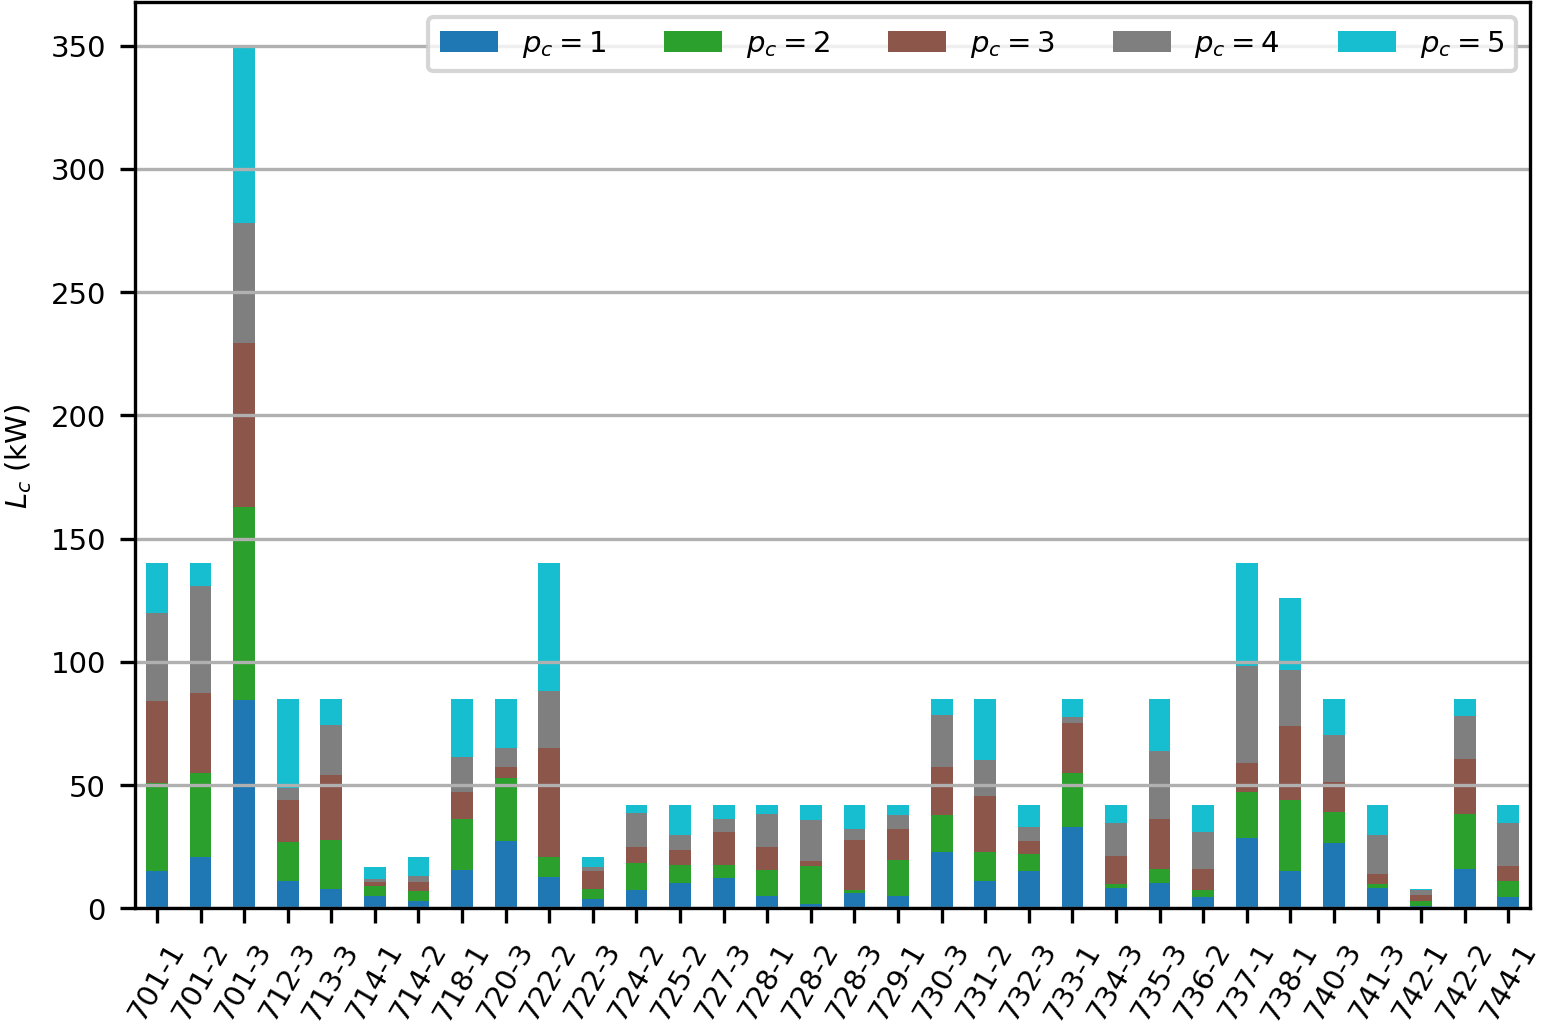 p_c = 1 p_c = 2 p_c = 3 p_c = 4 p_c = 5
L_c (kW)
350
300
250
200
150
100
50
0
701-1 701-2 701-3 712-3 713-3 714-1 714-2 718-1 720-3 722-2 722-3 724-2 725-2 727-3 728-1 728-2 728-3 729-1 730-3 731-2 732-3 733-1 734-3 735-3 736-2 737-1 738-1 740-3 741-3 742-1 742-2 744-1